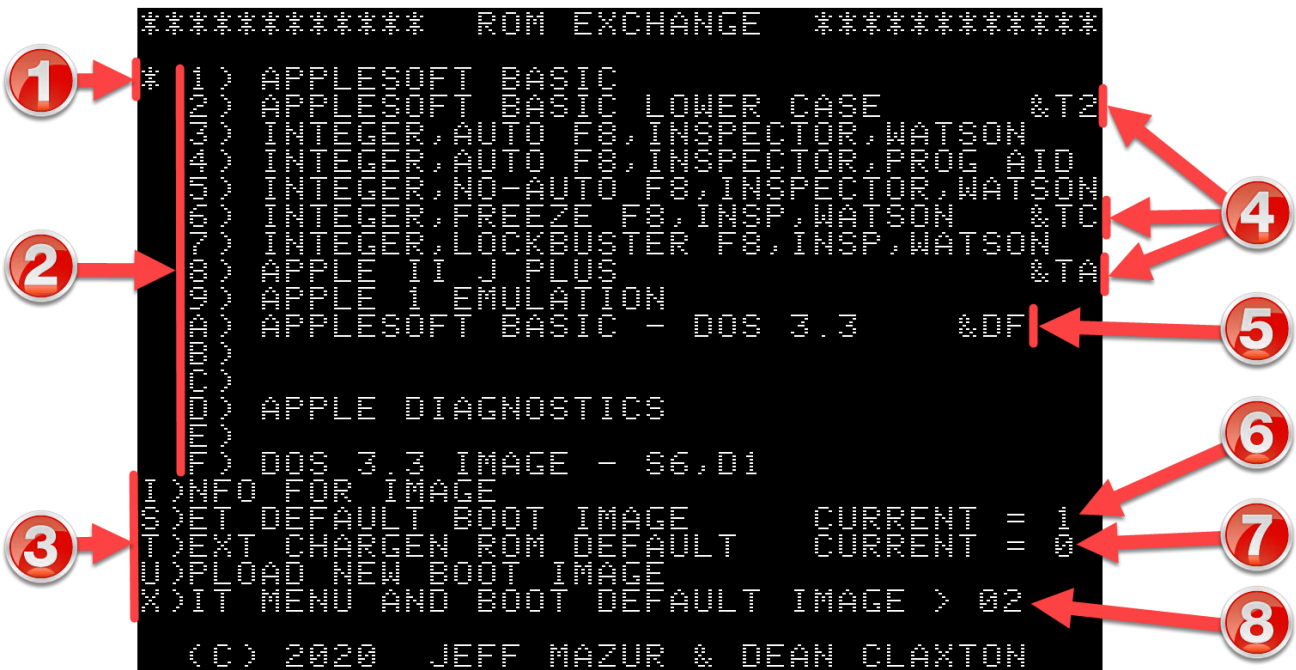 ************ ROM EXCHANGE ************
* 1) APPLESOFT BASIC
2) APPLESOFT BASIC LOWER CASE &T2
3) INTEGER,AUTO F8,INSPECTOR,WATSON
4) INTEGER,AUTO F8,INSPECTOR,PROG AID
5) INTEGER,NO-AUTO F8,INSPECTOR,WATSON
6) INTEGER,FREEZE F8,INSP,WATSON &TC
7) INTEGER,LOCKBUSTER F8,INSP,WATSON
8) APPLE II J PLUS &TA
9) APPLE 1 EMULATION
A) APPLESOFT BASIC - DOS 3.3 &DF
B)
C)
D) APPLE DIAGNOSTICS
E)
F) DOS 3.3 IMAGE - S6,D1
I)NFO FOR IMAGE
S)ET DEFAULT BOOT IMAGE CURRENT = 1
T)EXT CHARGEN ROM DEFAULT CURRENT = 0
U)PLOAD NEW BOOT IMAGE
X)IT MENU AND BOOT DEFAULT IMAGE > 02
(C) 2020 JEFF MAZUR & DEAN CLAXTON
1
2
3
4
5
6
7
8